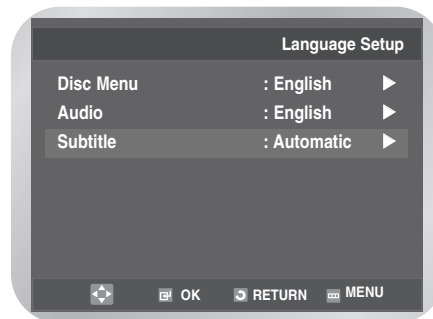 Language Setup
Disc Menu : English
Audio : English
Subtitle : Automatic
OK RETURN MENU